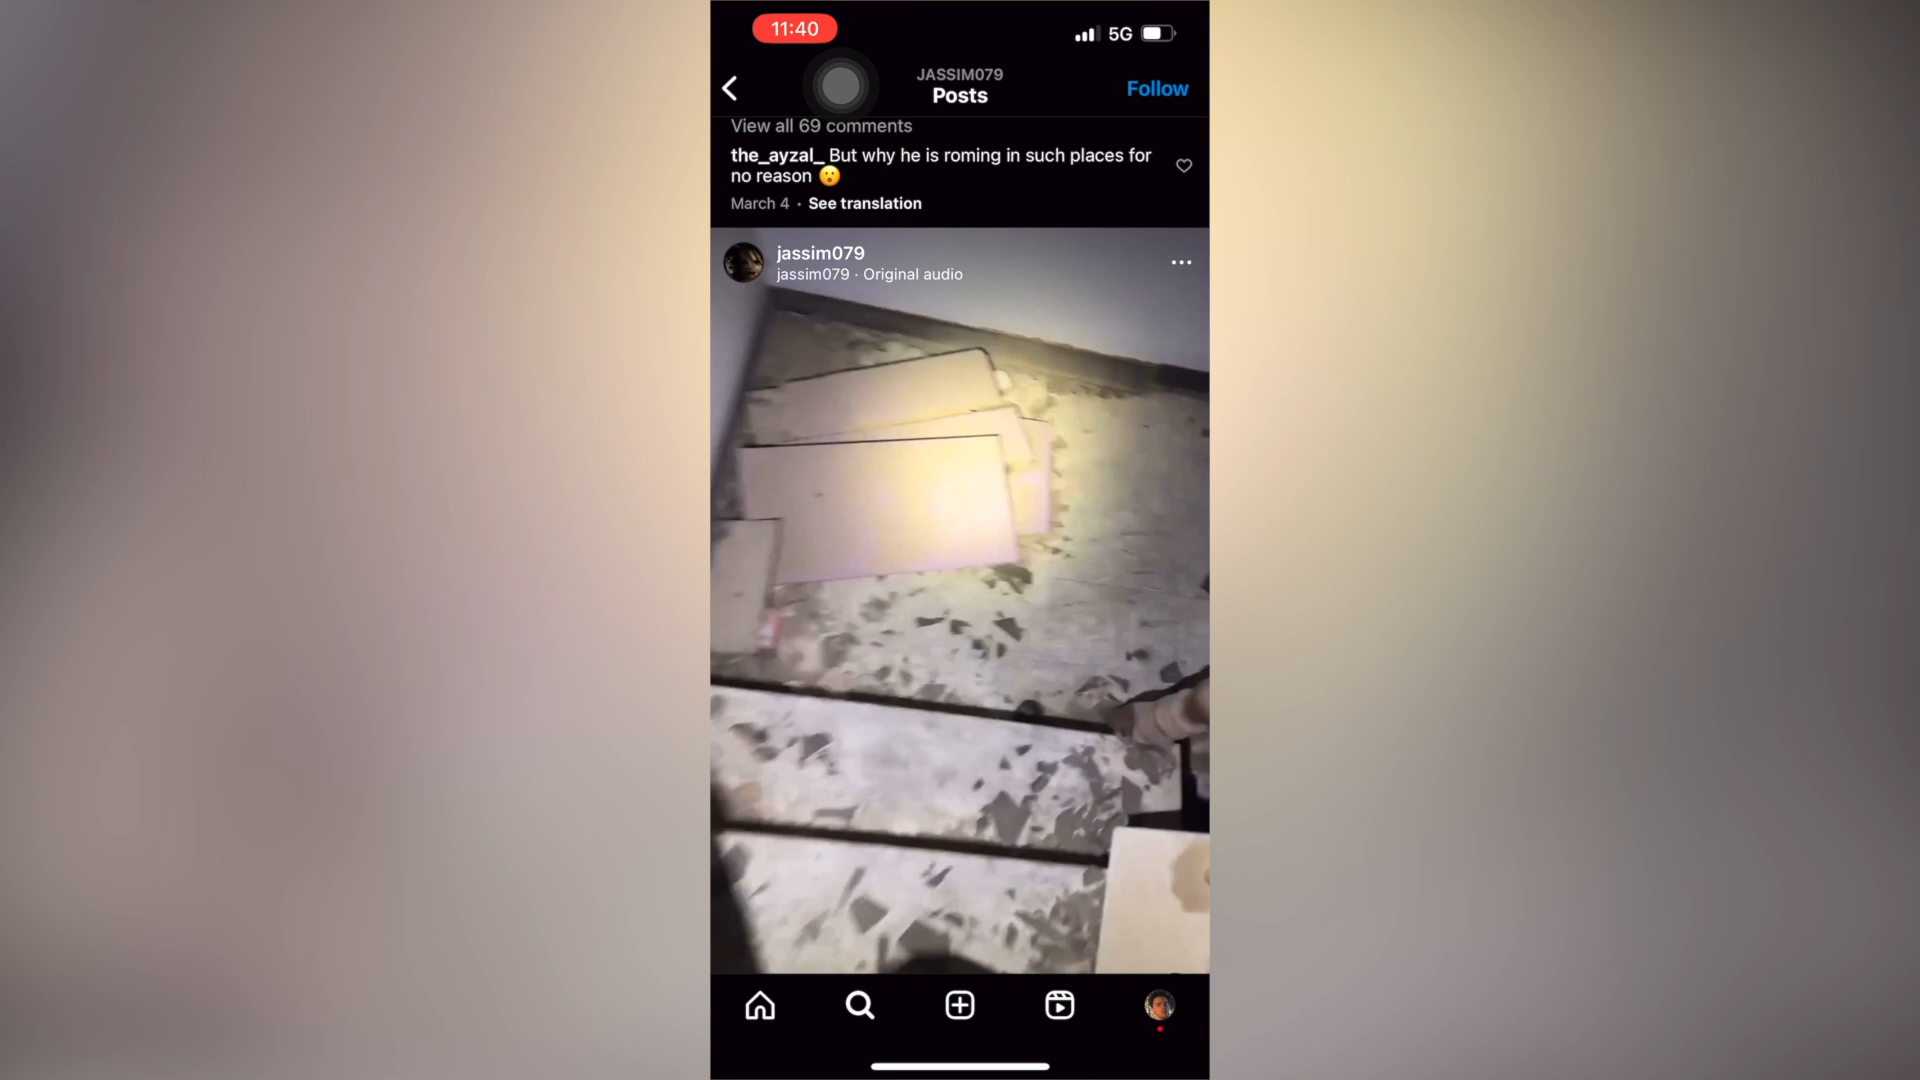 11:40
5G
JASSIM079
Posts
Follow
View all 69 comments
the_ayzal_ But why he is roming in such places for
no reason 😮
March 4 · See translation
jassim079
jassim079 · Original audio